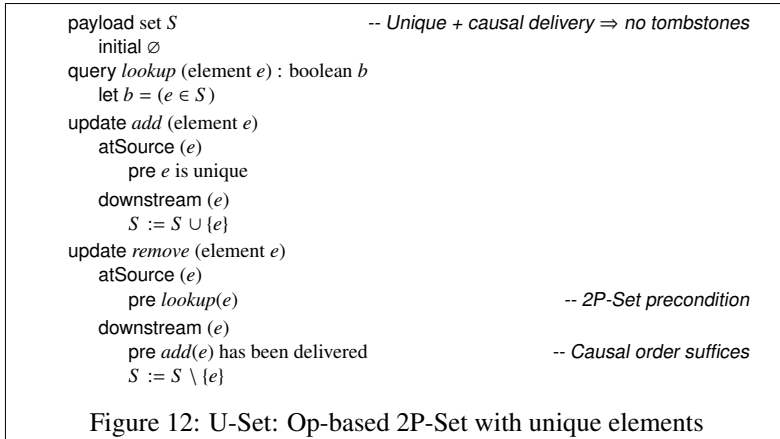 payload set S -- Unique + causal delivery ⇒ no tombstones
initial ∅
query lookup (element e) : boolean b
let b = (e ∈ S)
update add (element e)
atSource (e)
pre e is unique
downstream (e)
S := S ∪ {e}
update remove (element e)
atSource (e)
pre lookup(e) -- 2P-Set precondition
downstream (e)
pre add(e) has been delivered -- Causal order suffices
S := S \ {e}
Figure 12: U-Set: Op-based 2P-Set with unique elements